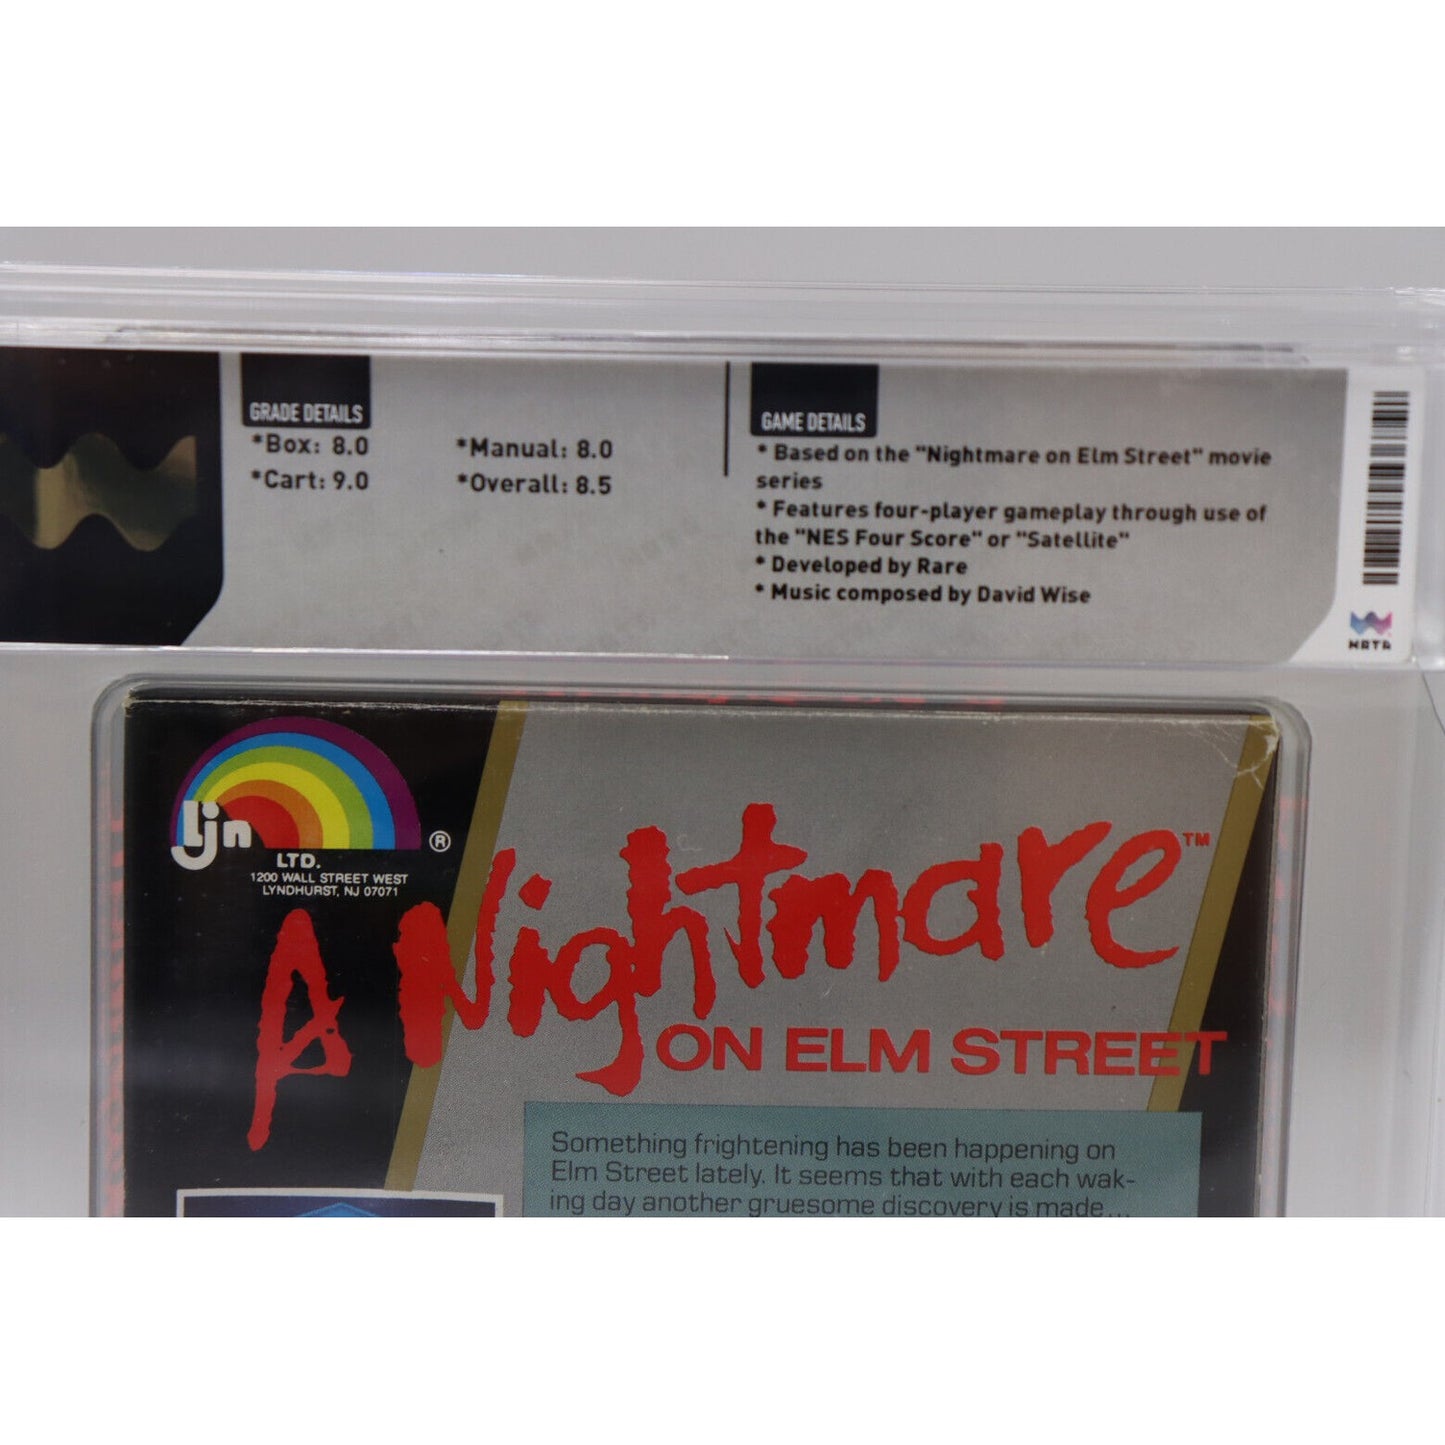 GRADE DETAILS
*Box: 8.0
*Manual: 8.0
*Cart: 9.0
*Overall: 8.5
GAME DETAILS
* Based on the "Nightmare on Elm Street" movie
series
* Features four-player gameplay through use of
the "NES Four Score" or "Satellite"
* Developed by Rare
* Music composed by David Wise
WATA
ljn ®
LTD.
1200 WALL STREET WEST
LYNDHURST, NJ 07071
A Nightmare™
ON ELM STREET
Something frightening has been happening on
Elm Street lately. It seems that with each wak-
ing day another gruesome discovery is made...